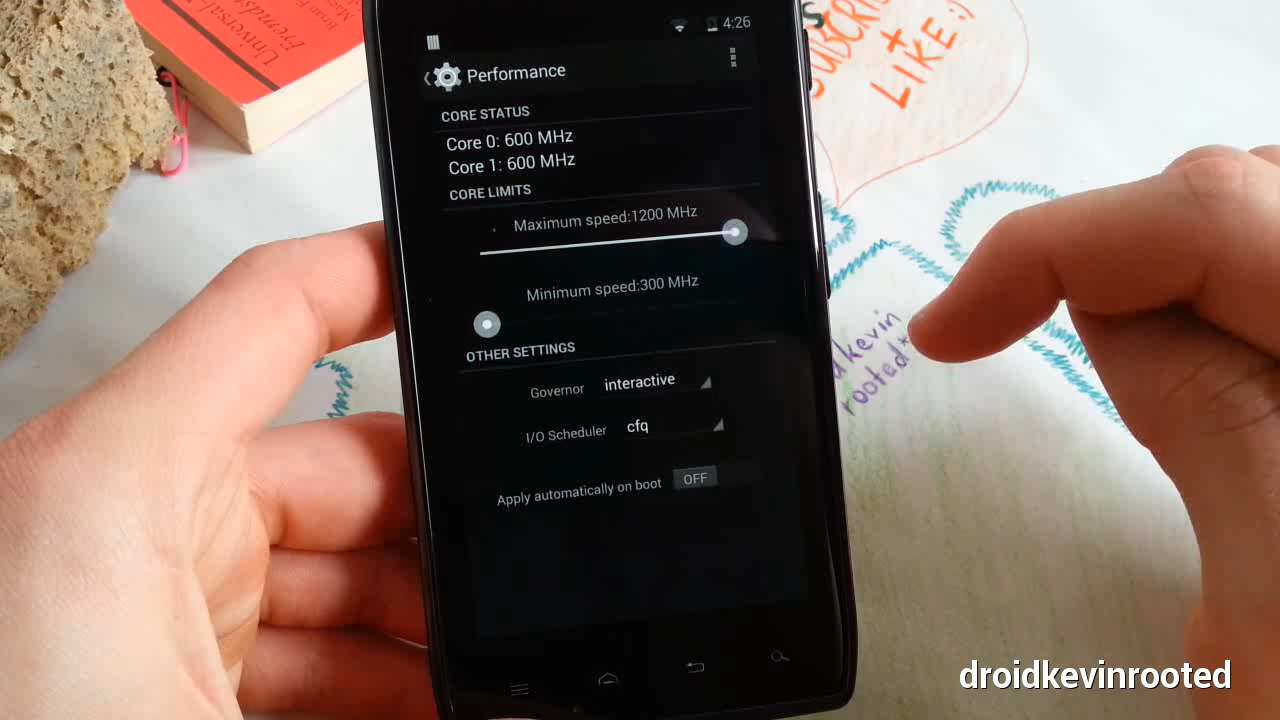 4:26
Performance
CORE STATUS
Core 0: 600 MHz
Core 1: 600 MHz
CORE LIMITS
Maximum speed:1200 MHz
Minimum speed:300 MHz
OTHER SETTINGS
Governor interactive
I/O Scheduler cfq
Apply automatically on boot OFF
+
LIKE :)
kevin
rooted
droidkevinrooted